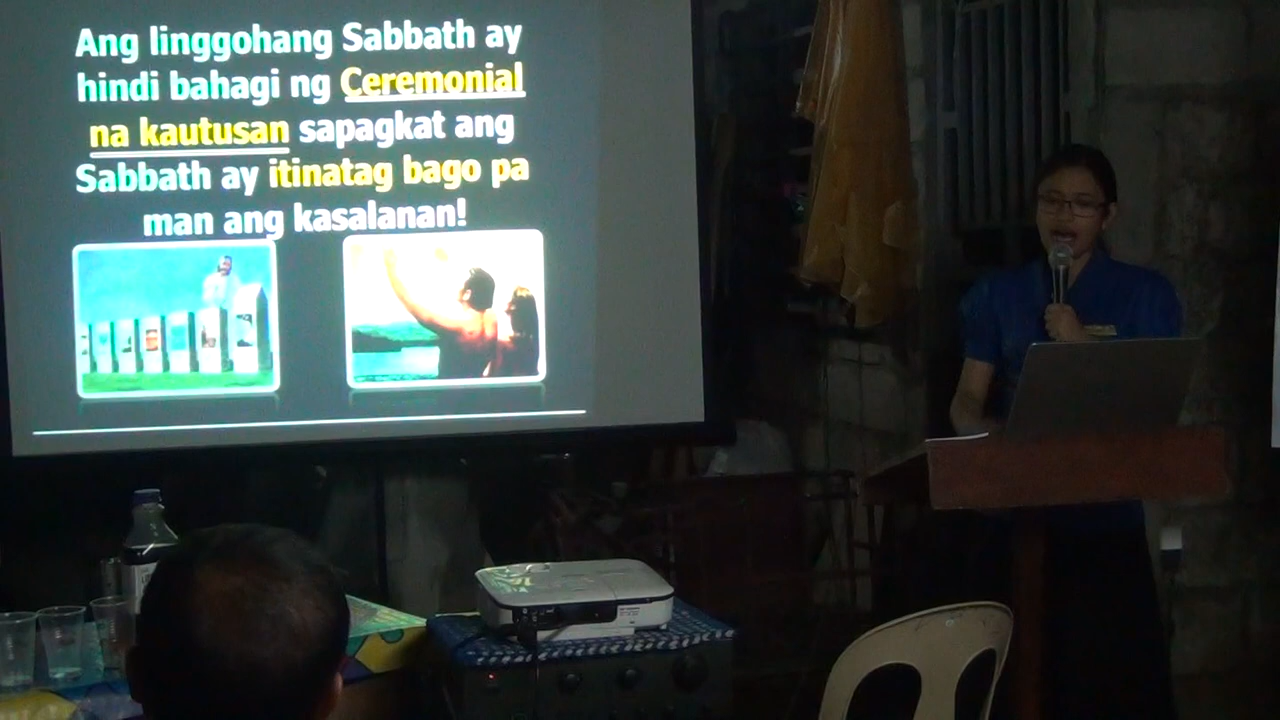 Ang linggohang Sabbath ay
hindi bahagi ng Ceremonial
na kautusan sapagkat ang
Sabbath ay itinatag bago pa
man ang kasalanan!